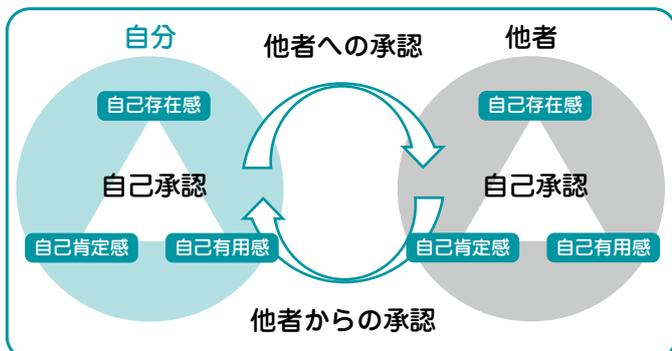 自分
他者への承認
他者
自己存在感
自己存在感
自己承認
自己承認
自己肯定感
自己有用感
自己肯定感
自己有用感
他者からの承認